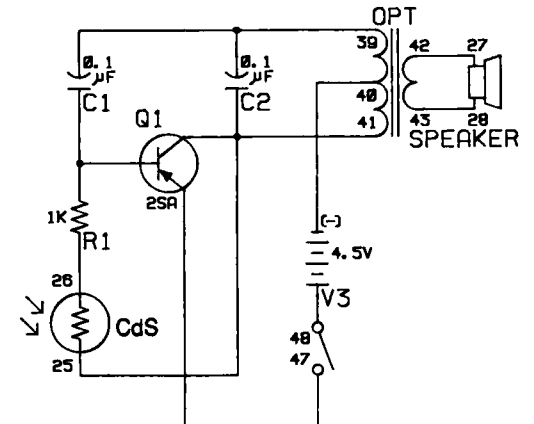 OPT
39
42
27
0.1
µF
C1
0.1
µF
C2
40
Q1
41
43
28
SPEAKER
2SA
1K
R1
(-)
4.5V
26
V3
CdS
48
47
25